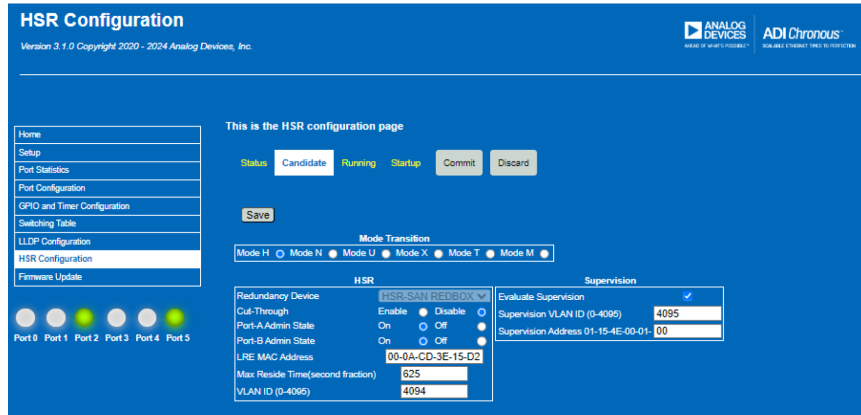 HSR Configuration
Version 3.1.0 Copyright 2020 - 2024 Analog Devices, Inc.
ANALOG
DEVICES
AHEAD OF WHAT'S POSSIBLE™
ADI Chronous™
SCALABLE ETHERNET TIMED TO PERFECTION
Home
Setup
Port Statistics
Port Configuration
GPIO and Timer Configuration
Switching Table
LLDP Configuration
HSR Configuration
Firmware Update
Port 0 Port 1 Port 2 Port 3 Port 4 Port 5
This is the HSR configuration page
Status Candidate Running Startup Commit Discard
Save
Mode Transition
Mode H Mode N Mode U Mode X Mode T Mode M
HSR
Redundancy Device HSR-SAN REDBOX
Cut-Through Enable Disable
Port-A Admin State On Off
Port-B Admin State On Off
LRE MAC Address 00-0A-CD-3E-15-D2
Max Reside Time(second fraction) 625
VLAN ID (0-4095) 4094
Supervision
Evaluate Supervision
Supervision VLAN ID (0-4095) 4095
Supervision Address 01-15-4E-00-01- 00